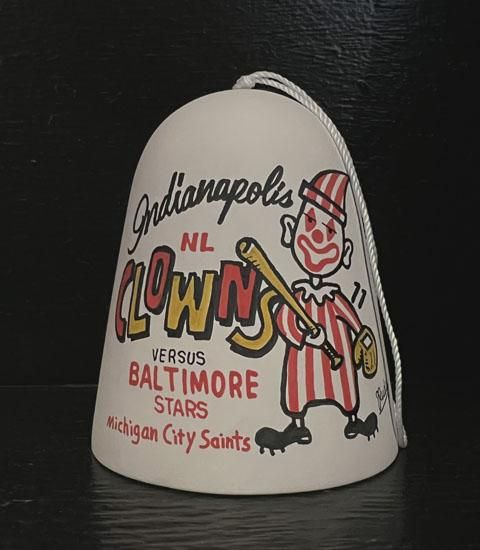 Indianapolis
NL
CLOWNS
VERSUS
BALTIMORE
STARS
Michigan City Saints